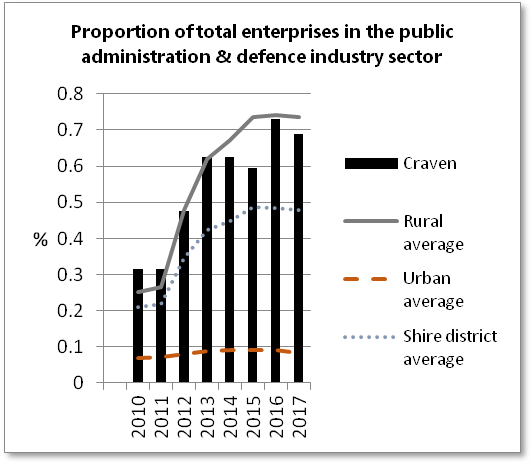 Proportion of total enterprises in the public
administration & defence industry sector
0.8
0.7
0.6
0.5
0.4
0.3
0.2
0.1
0
%
2010
2011
2012
2013
2014
2015
2016
2017
Craven
Rural
average
Urban
average
Shire district
average